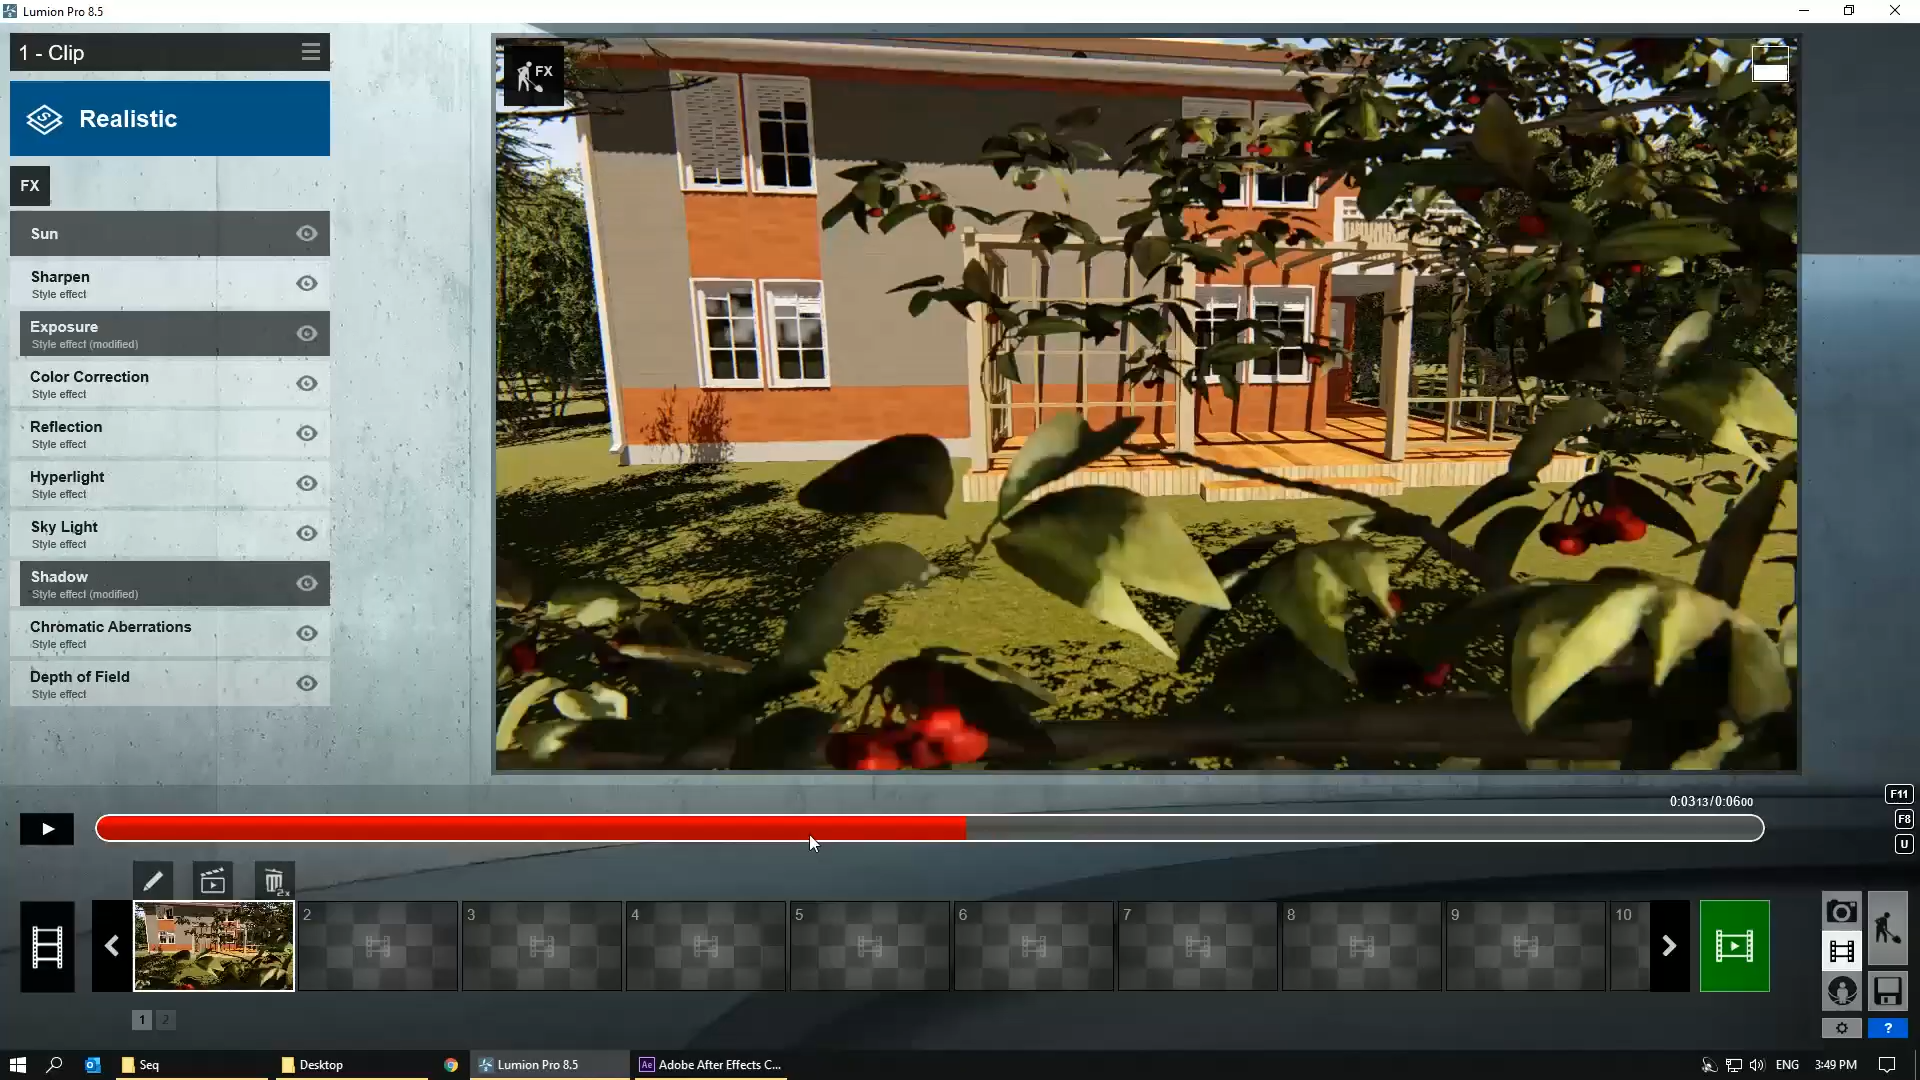 Lumion Pro 8.5
1 - Clip
Realistic
FX
FX
Sun
Sharpen
Style effect
Exposure
Style effect (modified)
Color Correction
Style effect
Reflection
Style effect
Hyperlight
Style effect
Sky Light
Style effect
Shadow
Style effect (modified)
Chromatic Aberrations
Style effect
Depth of Field
Style effect
0:0313/0:0600
F11
F8
U
2x
2
3
4
5
6
7
8
9
10
1
2
?
Seq
Desktop
Lumion Pro 8.5
Ae
Adobe After Effects C...
ENG
3:49 PM